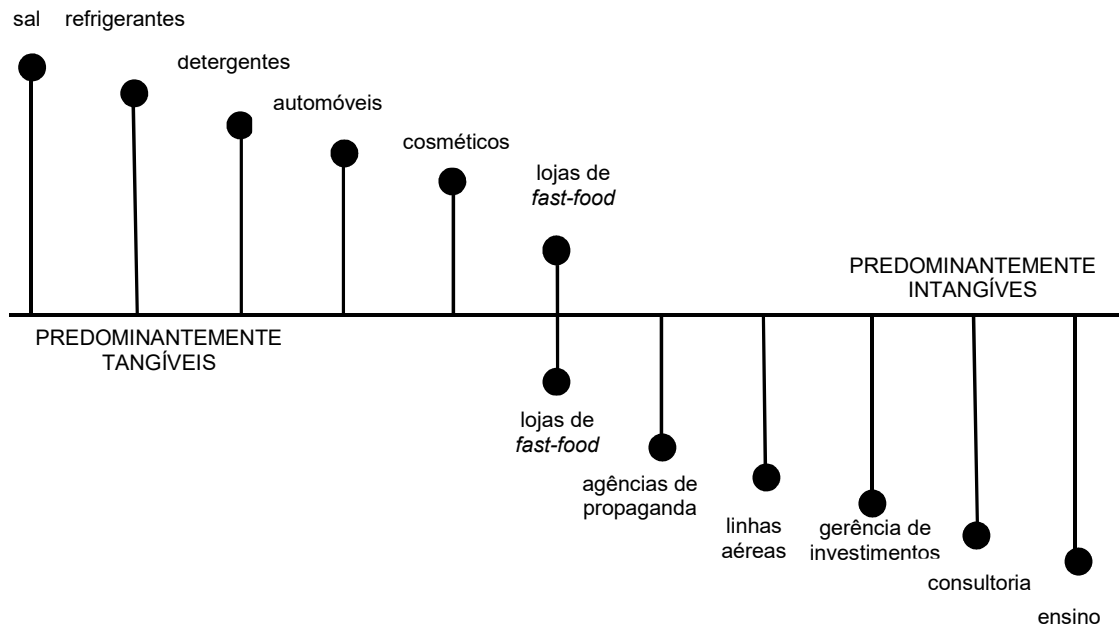 sal refrigerantes
detergentes
automóveis
cosméticos
lojas de
fast-food
PREDOMINANTEMENTE
INTANGÍVES
PREDOMINANTEMENTE
TANGÍVEIS
lojas de
fast-food
agências de
propaganda
linhas
aéreas
gerência de
investimentos
consultoria
ensino